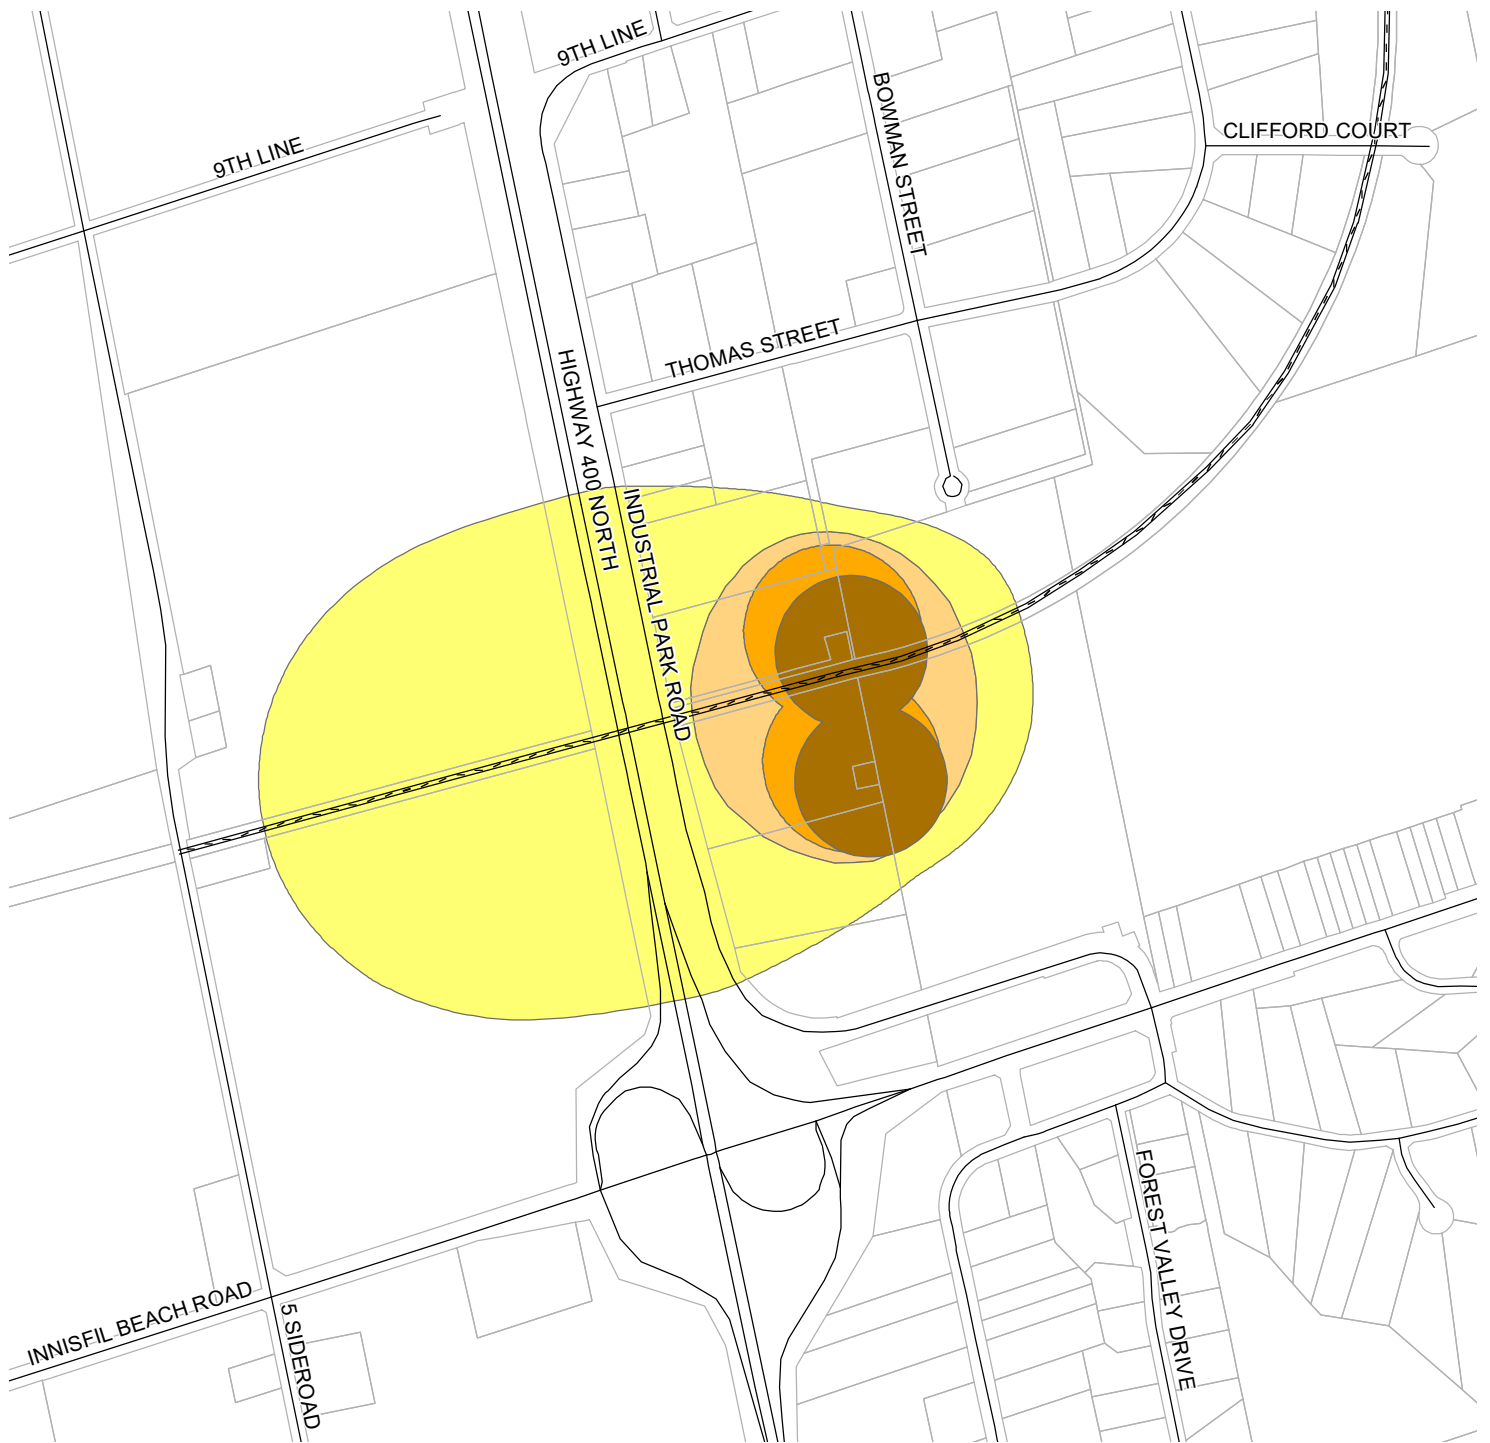 9TH LINE
9TH LINE
BOWMAN STREET
CLIFFORD COURT
THOMAS STREET
HIGHWAY 400 NORTH
INDUSTRIAL PARK ROAD
FOREST VALLEY DRIVE
INNISFIL BEACH ROAD
5 SIDEROAD